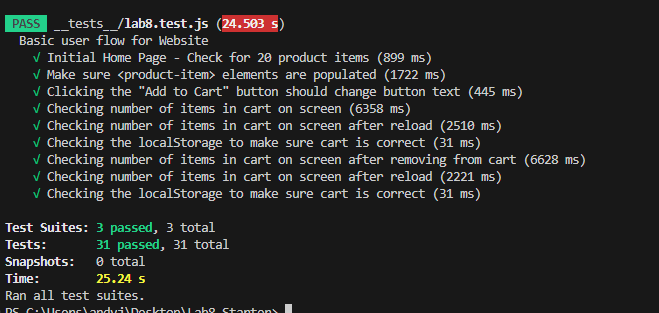 PASS __tests__/lab8.test.js (24.503 s)
Basic user flow for Website
√ Initial Home Page - Check for 20 product items (899 ms)
√ Make sure <product-item> elements are populated (1722 ms)
√ Clicking the "Add to Cart" button should change button text (445 ms)
√ Checking number of items in cart on screen (6358 ms)
√ Checking number of items in cart on screen after reload (2510 ms)
√ Checking the localStorage to make sure cart is correct (31 ms)
√ Checking number of items in cart on screen after removing from cart (6628 ms)
√ Checking number of items in cart on screen after reload (2221 ms)
√ Checking the localStorage to make sure cart is correct (31 ms)
Test Suites: 3 passed, 3 total
Tests: 31 passed, 31 total
Snapshots: 0 total
Time: 25.24 s
Ran all test suites.
PS C:\Users\andyj\Desktop\Lab8_Starter>